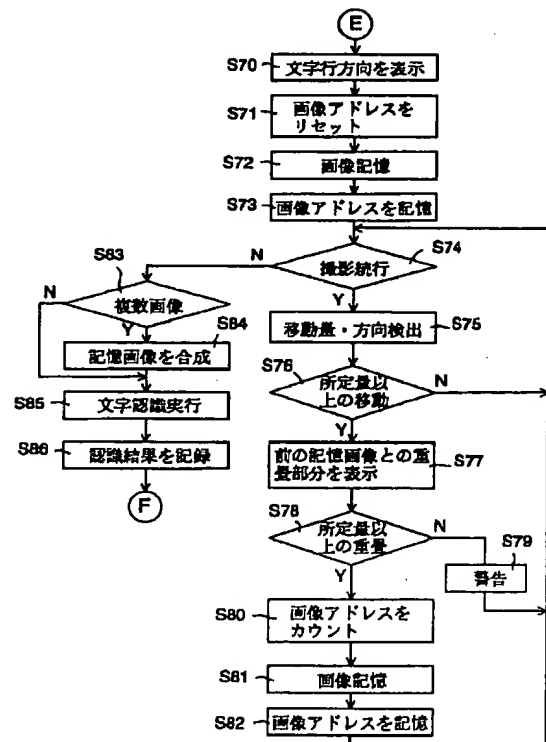 E
S70
文字行方向を表示
S71
画像アドレスを
リセット
S72
画像記憶
S73
画像アドレスを記憶
S74
撮影続行
N
Y
S83
複数画像
N
Y
S84
記憶画像を合成
S85
文字認識実行
S86
認識結果を記録
F
S75
移動量・方向検出
S76
所定量以
上の移動
N
Y
S77
前の記憶画像との重
畳部分を表示
S78
所定量以
上の重畳
N
Y
S79
警告
S80
画像アドレスを
カウント
S81
画像記憶
S82
画像アドレスを記憶